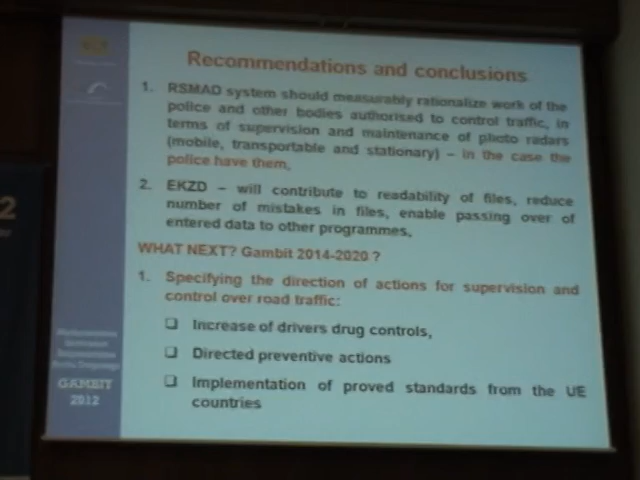 Recommendations and conclusions
1. RSMAD system should measurably rationalize work of the
police and other bodies authorised to control traffic, in
terms of supervision and maintenance of photo radars
(mobile, transportable and stationary) – in the case the
police have them,
2. EKZD – will contribute to readability of files, reduce
number of mistakes in files, enable passing over of
entered data to other programmes,
WHAT NEXT? Gambit 2014-2020 ?
1. Specifying the direction of actions for supervision and
control over road traffic:
❑ Increase of drivers drug controls,
❑ Directed preventive actions
❑ Implementation of proved standards from the UE
countries
GAMBIT
2012
2